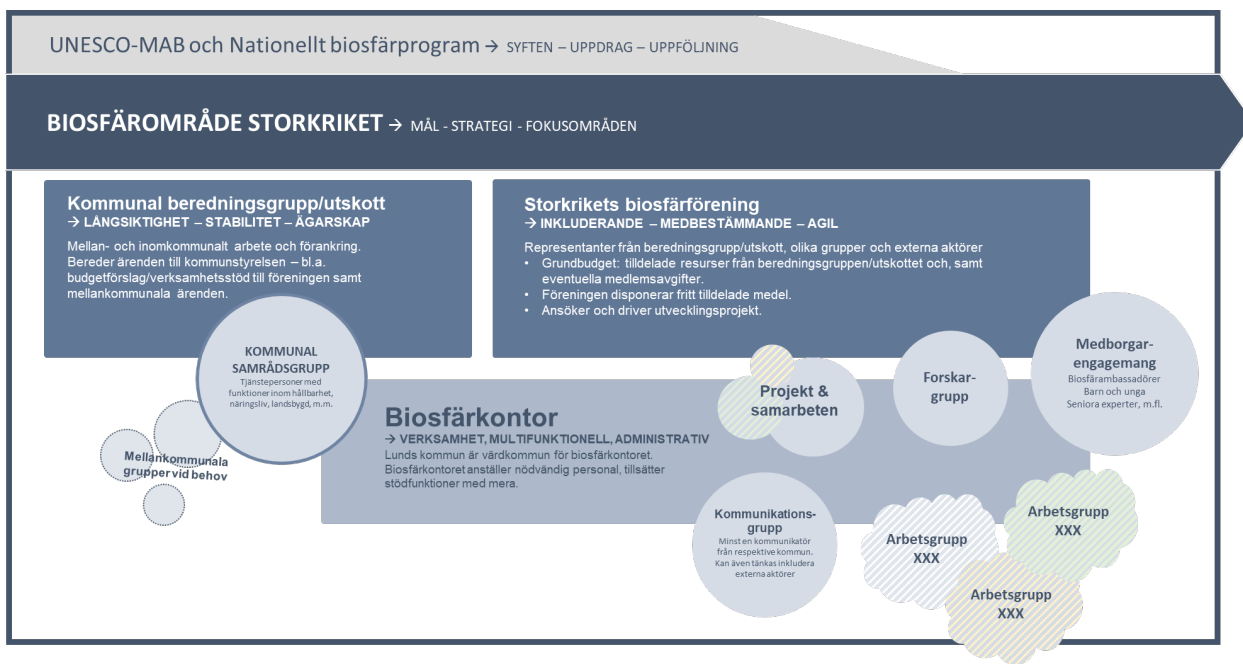 UNESCO-MAB och Nationellt biosfärprogram → SYFTEN – UPPDRAG – UPPFÖLJNING
BIOSFÄROMRÅDE STORKRIKET → MÅL - STRATEGI - FOKUSOMRÅDEN
Kommunal beredningsgrupp/utskott
→ LÅNGSIKTIGHET – STABILITET – ÄGARSKAP
Mellan- och inomkommunalt arbete och förankring.
Bereder ärenden till kommunstyrelsen – bl.a.
budgetförslag/verksamhetsstöd till föreningen samt
mellankommunala ärenden.
Storkrikets biosfärförening
→ INKLUDERANDE – MEDBESTÄMMANDE – AGIL
Representanter från beredningsgrupp/utskott, olika grupper och externa aktörer
• Grundbudget: tilldelade resurser från beredningsgruppen/utskottet och, samt
eventuella medlemsavgifter.
• Föreningen disponerar fritt tilldelade medel.
• Ansöker och driver utvecklingsprojekt.
KOMMUNAL
SAMRÅDSGRUPP
Tjänstepersoner med
funktioner inom hållbarhet,
näringsliv, landsbygd, m.m.
Mellankommunala
grupper vid behov
Biosfärkontor
→ VERKSAMHET, MULTIFUNKTIONELL, ADMINISTRATIV
Lunds kommun är värdkommun för biosfärkontoret.
Biosfärkontoret anställer nödvändig personal, tillsätter
stödfunktioner med mera.
Projekt &
samarbeten
Forskar-
grupp
Medborgar-
engagemang
Biosfärambassadörer
Barn och unga
Seniora experter, m.fl.
Kommunikations-
grupp
Minst en kommunikatör
från respektive kommun.
Kan även tänkas inkludera
externa aktörer
Arbetsgrupp
XXX
Arbetsgrupp
XXX
Arbetsgrupp
XXX